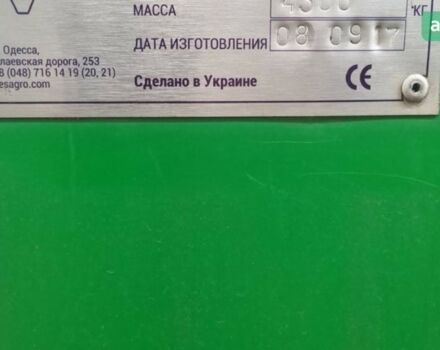 МАССА 4300 КГ
ДАТА ИЗГОТОВЛЕНИЯ 08 09 17
Одесса,
лаевская дорога, 253
8 (048) 716 14 19 (20, 21)
esagro.com
Сделано в Украине
CE
a